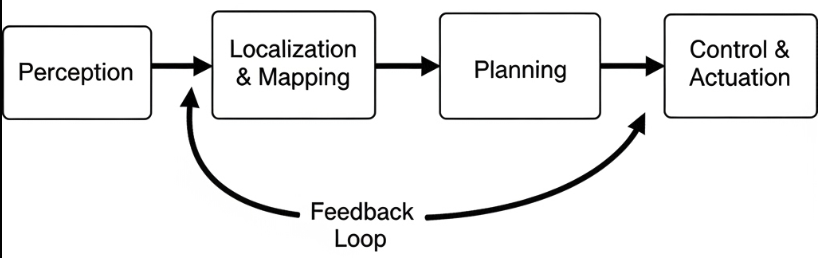 Perception
Localization
& Mapping
Planning
Control &
Actuation
Feedback
Loop